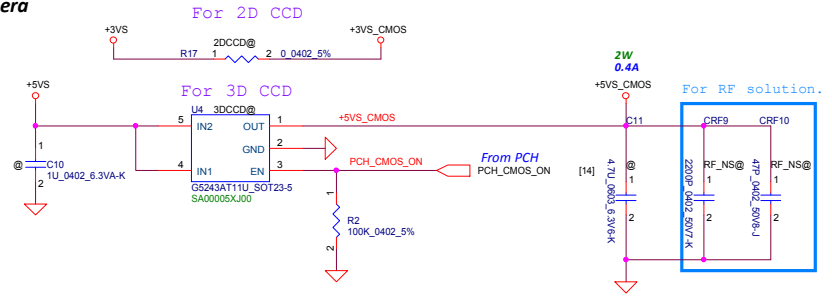 era
For 2D CCD
+3VS
+3VS_CMOS
2DCCD@
R17 1 2 0_0402_5%
2W
0.4A
+5VS
For 3D CCD
+5VS_CMOS
For RF solution.
U4 3DCCD@
5 IN2 OUT 1 +5VS_CMOS
C11
CRF9
CRF10
GND 2
4 IN1 EN 3
PCH_CMOS_ON
From PCH
PCH_CMOS_ON
[14]
@
RF_NS@
RF_NS@
1
@ C10
2 1U_0402_6.3VA-K
G5243AT11U_SOT23-5
SA00005XJ00
1
R2
100K_0402_5%
2
1
2
4.7U_0603_6.3V6-K
1
2
2200P_0402_50V7-K
1
2
47P_0402_50V8-J